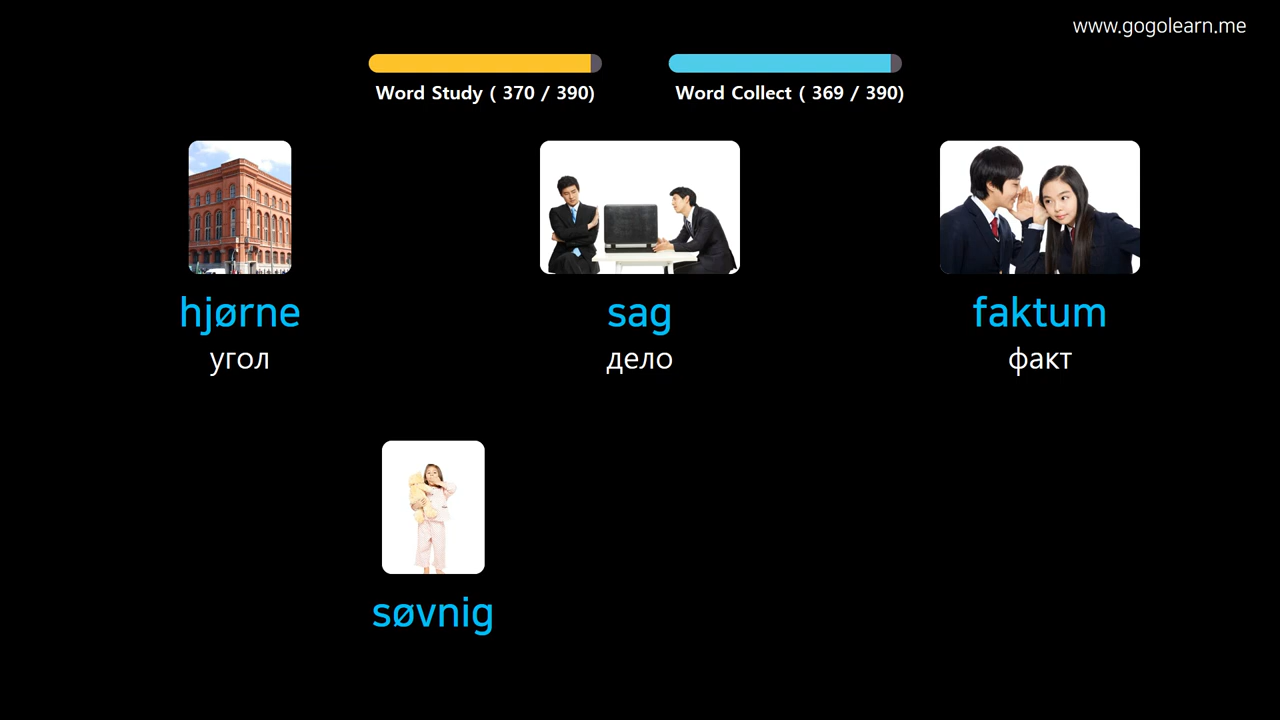 www.gogolearn.me
Word Study ( 370 / 390)
Word Collect ( 369 / 390)
hjørne
угол
sag
дело
faktum
факт
søvnig